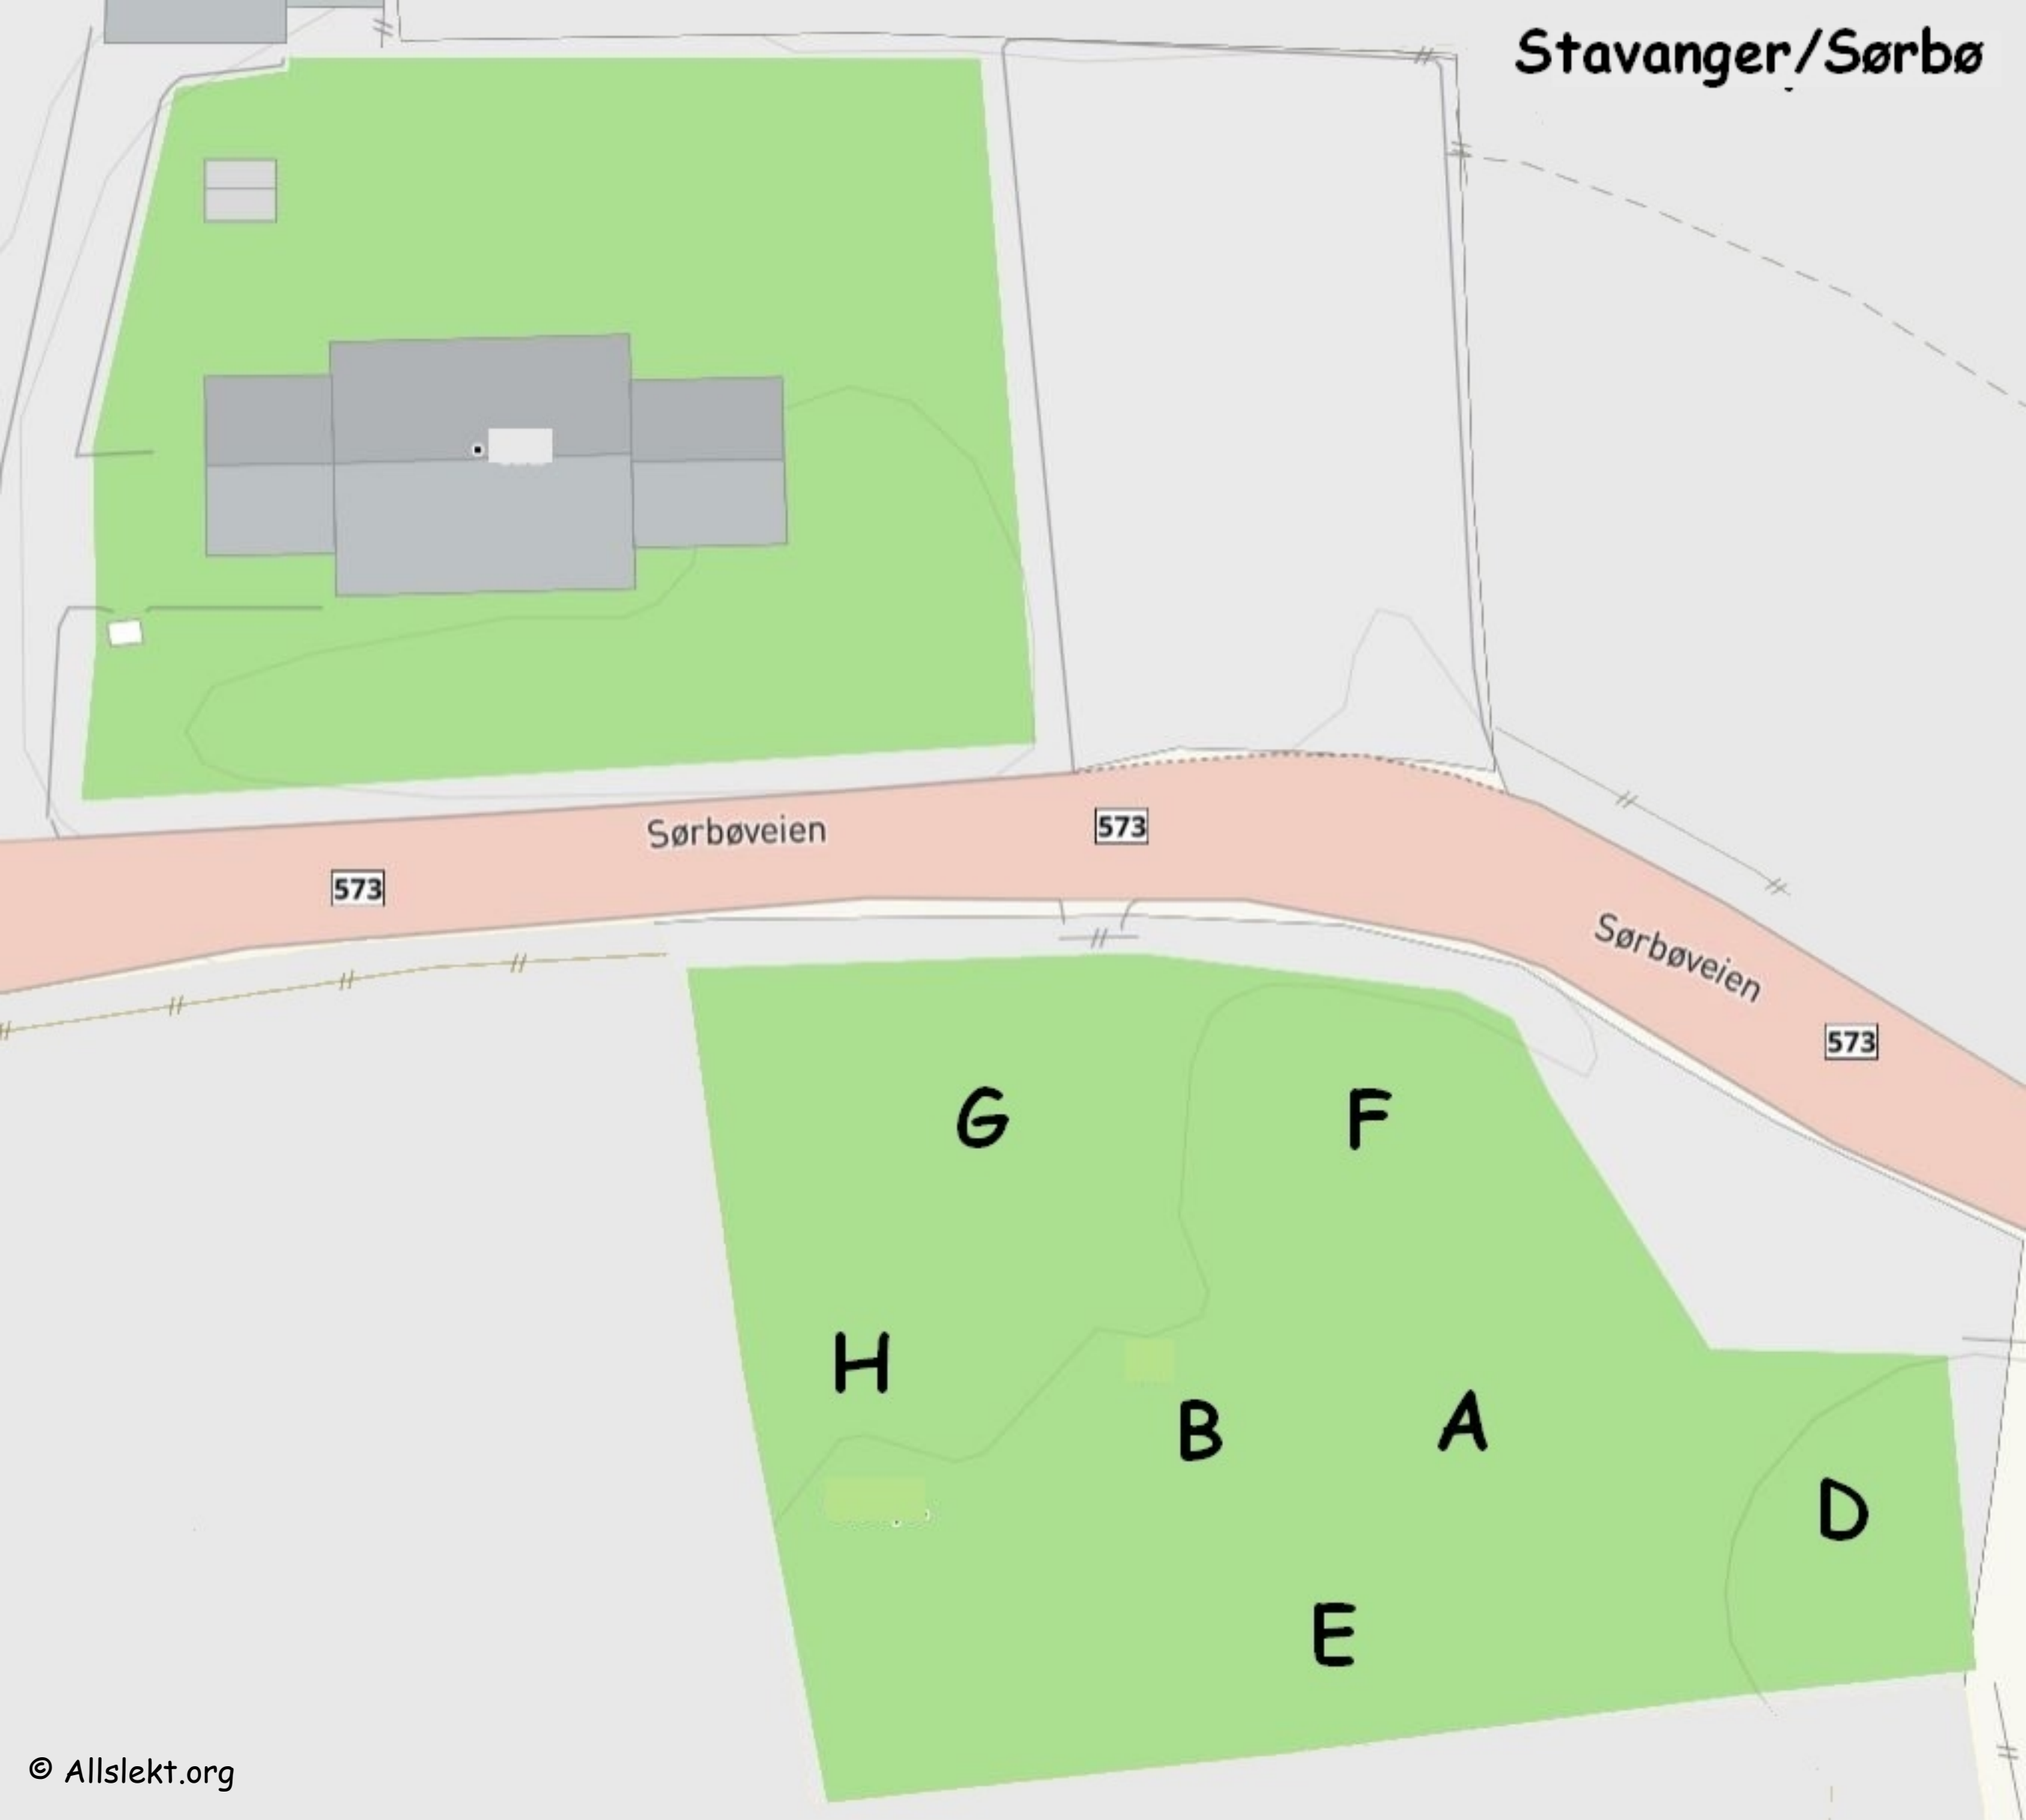 Stavanger/Sørbø
Sørbøveien
573
573
Sørbøveien
573
G
F
H
B
A
D
E
© Allslekt.org